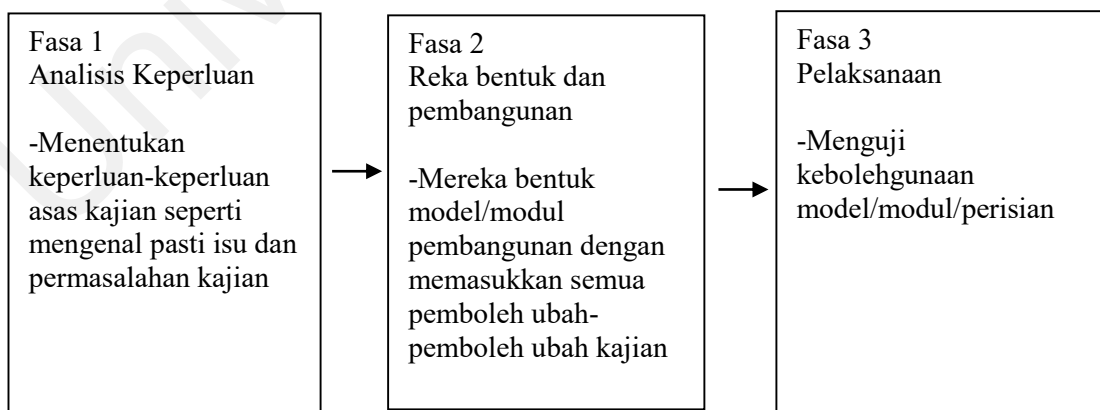 Fasa 1
Analisis Keperluan
-Menentukan
keperluan-keperluan
asas kajian seperti
mengenal pasti isu dan
permasalahan kajian
Fasa 2
Reka bentuk dan
pembangunan
-Mereka bentuk
model/modul
pembangunan dengan
memasukkan semua
pemboleh ubah-
pemboleh ubah kajian
Fasa 3
Pelaksanaan
-Menguji
kebolehgunaan
model/modul/perisian